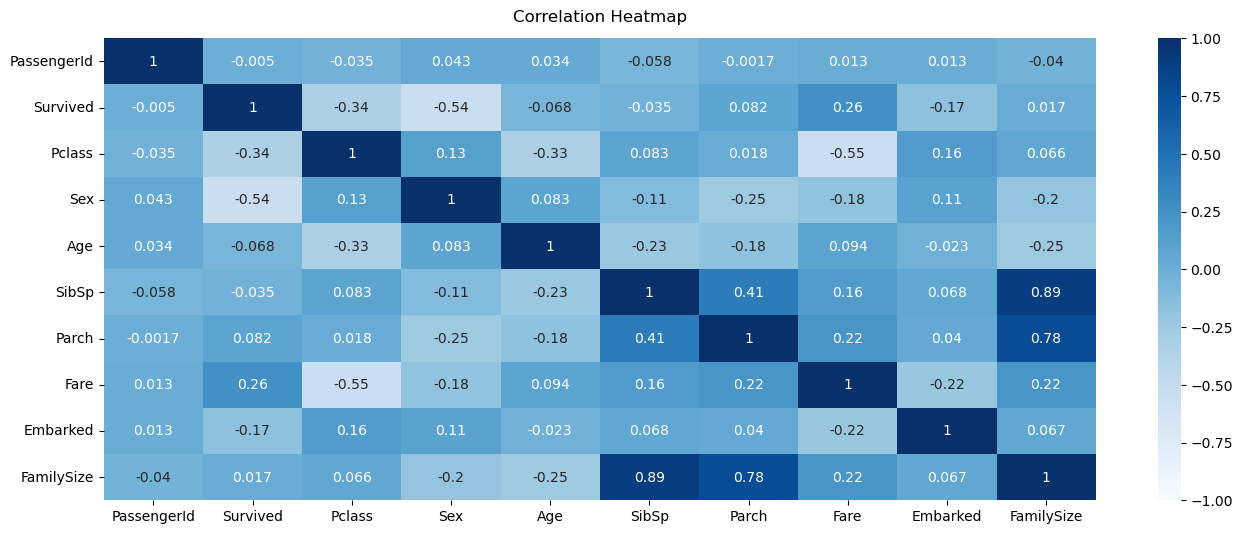 Correlation Heatmap
PassengerId 1 -0.005 -0.035 0.043 0.034 -0.058 -0.0017 0.013 0.013 -0.04
Survived -0.005 1 -0.34 -0.54 -0.068 -0.035 0.082 0.26 -0.17 0.017
Pclass -0.035 -0.34 1 0.13 -0.33 0.083 0.018 -0.55 0.16 0.066
Sex 0.043 -0.54 0.13 1 0.083 -0.11 -0.25 -0.18 0.11 -0.2
Age 0.034 -0.068 -0.33 0.083 1 -0.23 -0.18 0.094 -0.023 -0.25
SibSp -0.058 -0.035 0.083 -0.11 -0.23 1 0.41 0.16 0.068 0.89
Parch -0.0017 0.082 0.018 -0.25 -0.18 0.41 1 0.22 0.04 0.78
Fare 0.013 0.26 -0.55 -0.18 0.094 0.16 0.22 1 -0.22 0.22
Embarked 0.013 -0.17 0.16 0.11 -0.023 0.068 0.04 -0.22 1 0.067
FamilySize -0.04 0.017 0.066 -0.2 -0.25 0.89 0.78 0.22 0.067 1
PassengerId Survived Pclass Sex Age SibSp Parch Fare Embarked FamilySize
1.00
0.75
0.50
0.25
0.00
−0.25
−0.50
−0.75
−1.00